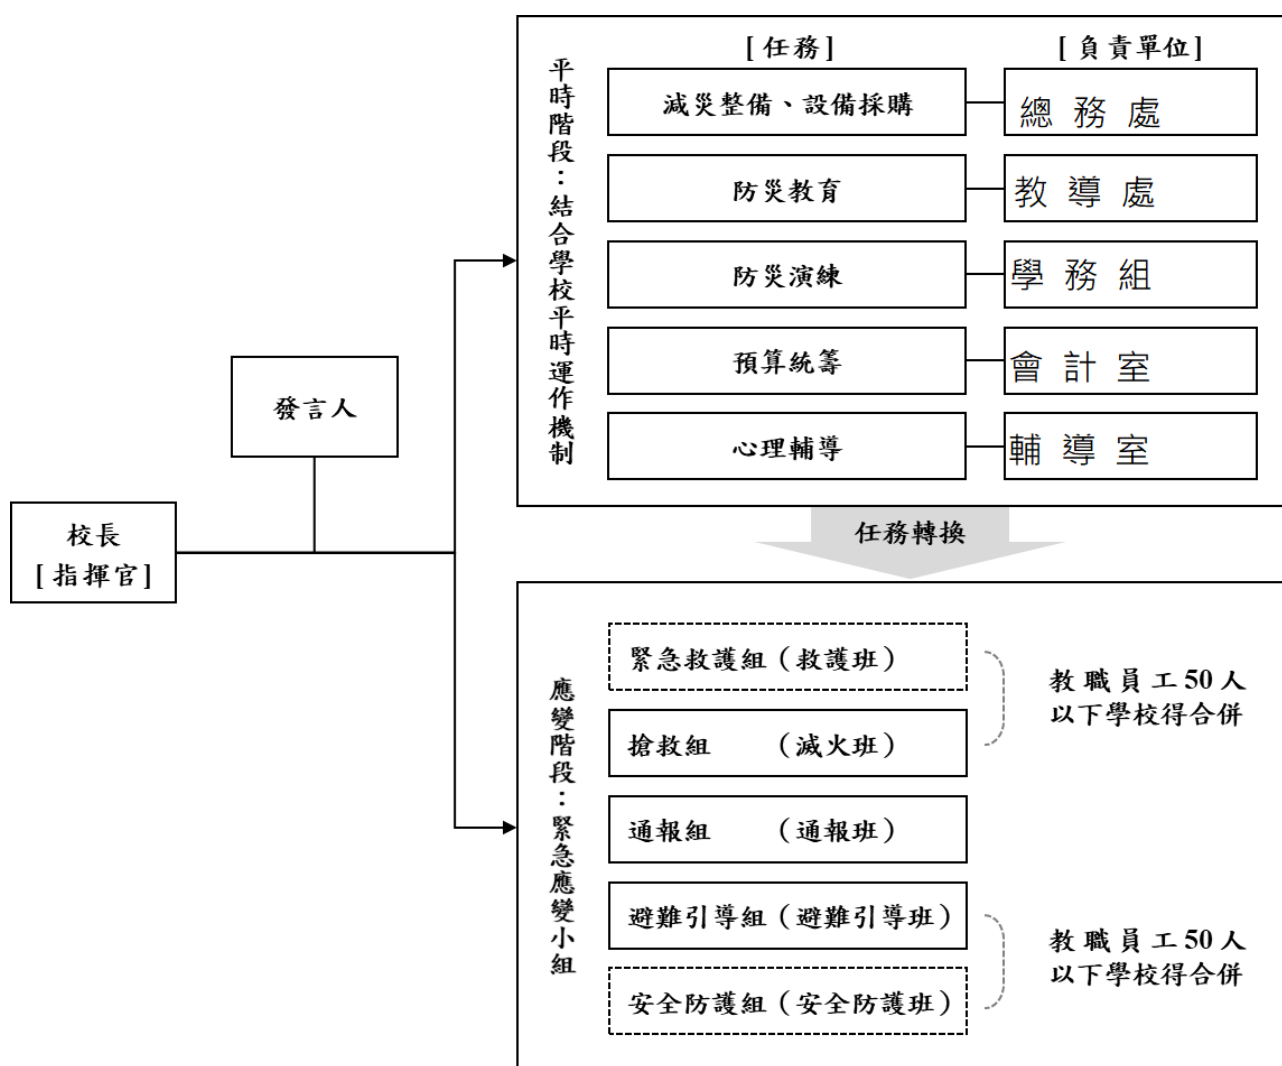 [任務]
[負責單位]
平時階段：結合學校平時運作機制
減災整備、設備採購
總務處
防災教育
教導處
防災演練
學務組
預算統籌
會計室
心理輔導
輔導室
發言人
校長
[指揮官]
任務轉換
應變階段：緊急應變小組
緊急救護組（救護班）
搶救組　　（滅火班）
教職員工50人
以下學校得合併
通報組　　（通報班）
避難引導組（避難引導班）
安全防護組（安全防護班）
教職員工50人
以下學校得合併